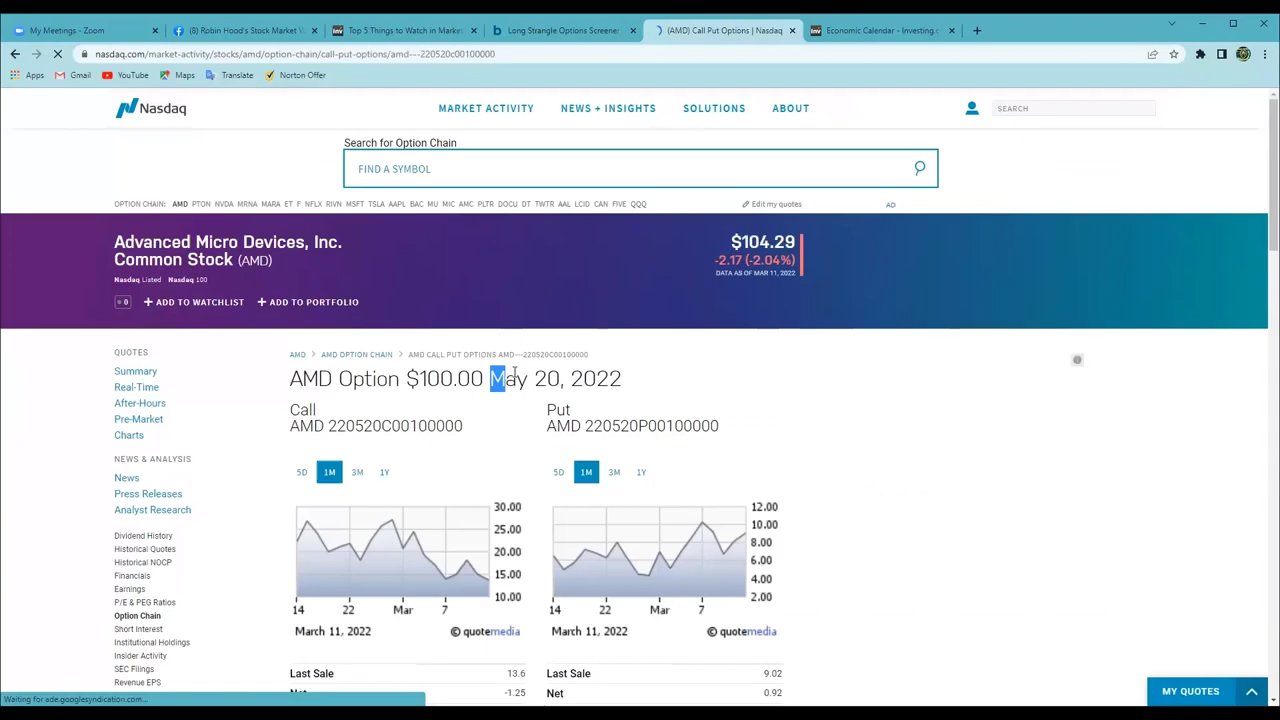 My Meetings - Zoom
(8) Robin Hood's Stock Market W
Top 5 Things to Watch in Market
Long Strangle Options Screener
(AMD) Call Put Options | Nasdaq
Economic Calendar - Investing.c
nasdaq.com/market-activity/stocks/amd/option-chain/call-put-options/amd---220520c00100000
Apps Gmail YouTube Maps Translate Norton Offer
Nasdaq
MARKET ACTIVITY NEWS + INSIGHTS SOLUTIONS ABOUT
SEARCH
Search for Option Chain
FIND A SYMBOL
OPTION CHAIN: AMD PTON NVDA MRNA MARA ET F NFLX RIVN MSFT TSLA AAPL BAC MU MIC AMC PLTR DOCU DT TWTR AAL LCID CAN FIVE QQQ
Edit my quotes
AD
Advanced Micro Devices, Inc.
Common Stock (AMD)
Nasdaq Listed Nasdaq 100
0 + ADD TO WATCHLIST + ADD TO PORTFOLIO
$104.29
-2.17 (-2.04%)
DATA AS OF MAR 11, 2022
QUOTES
Summary
Real-Time
After-Hours
Pre-Market
Charts
NEWS & ANALYSIS
News
Press Releases
Analyst Research
Dividend History
Historical Quotes
Historical NOCP
Financials
Earnings
P/E & PEG Ratios
Option Chain
Short Interest
Institutional Holdings
Insider Activity
SEC Filings
Revenue EPS
AMD > AMD OPTION CHAIN > AMD CALL PUT OPTIONS AMD---220520C00100000
AMD Option $100.00 May 20, 2022
Call
AMD 220520C00100000
5D 1M 3M 1Y
30.00
25.00
20.00
15.00
10.00
14 22 Mar 7
March 11, 2022 © quotemedia
Last Sale 13.6
Net -1.25
Put
AMD 220520P00100000
5D 1M 3M 1Y
12.00
10.00
8.00
6.00
4.00
2.00
14 22 Mar 7
March 11, 2022 © quotemedia
Last Sale 9.02
Net 0.92
MY QUOTES
Waiting for ade.googlesyndication.com...